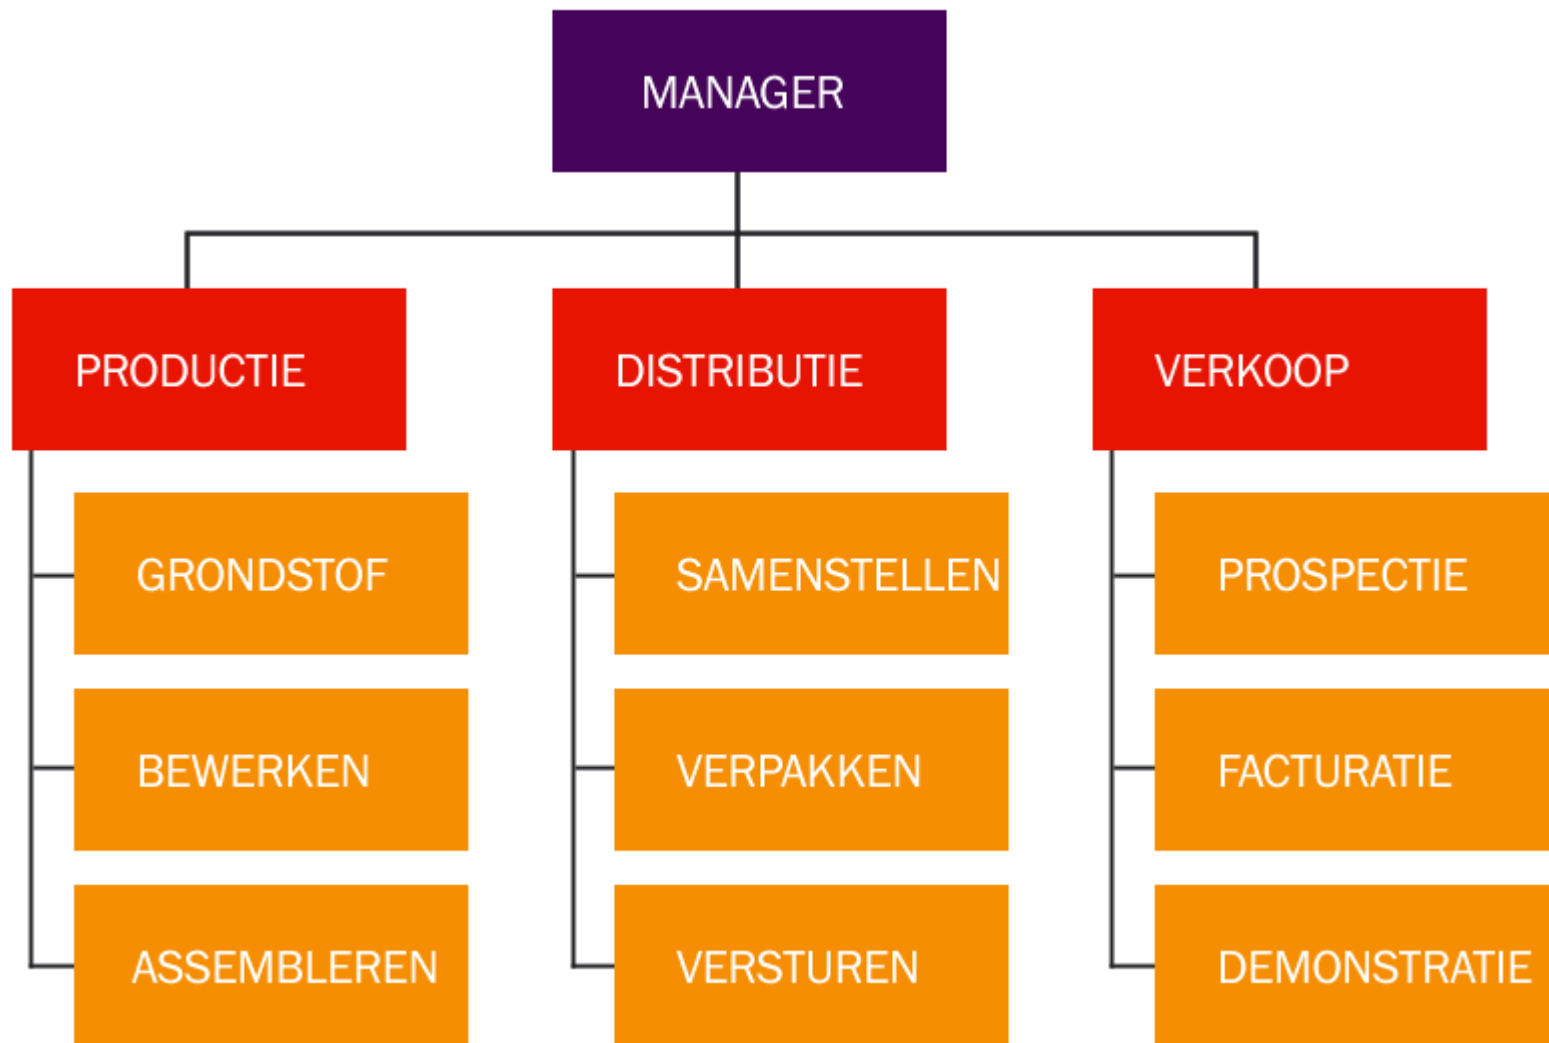 MANAGER
PRODUCTIE
GRONDSTOF
BEWERKEN
ASSEMBLEREN
DISTRIBUTIE
SAMENSTELLEN
VERPAKKEN
VERSTUREN
VERKOOP
PROSPECTIE
FACTURATIE
DEMONSTRATIE